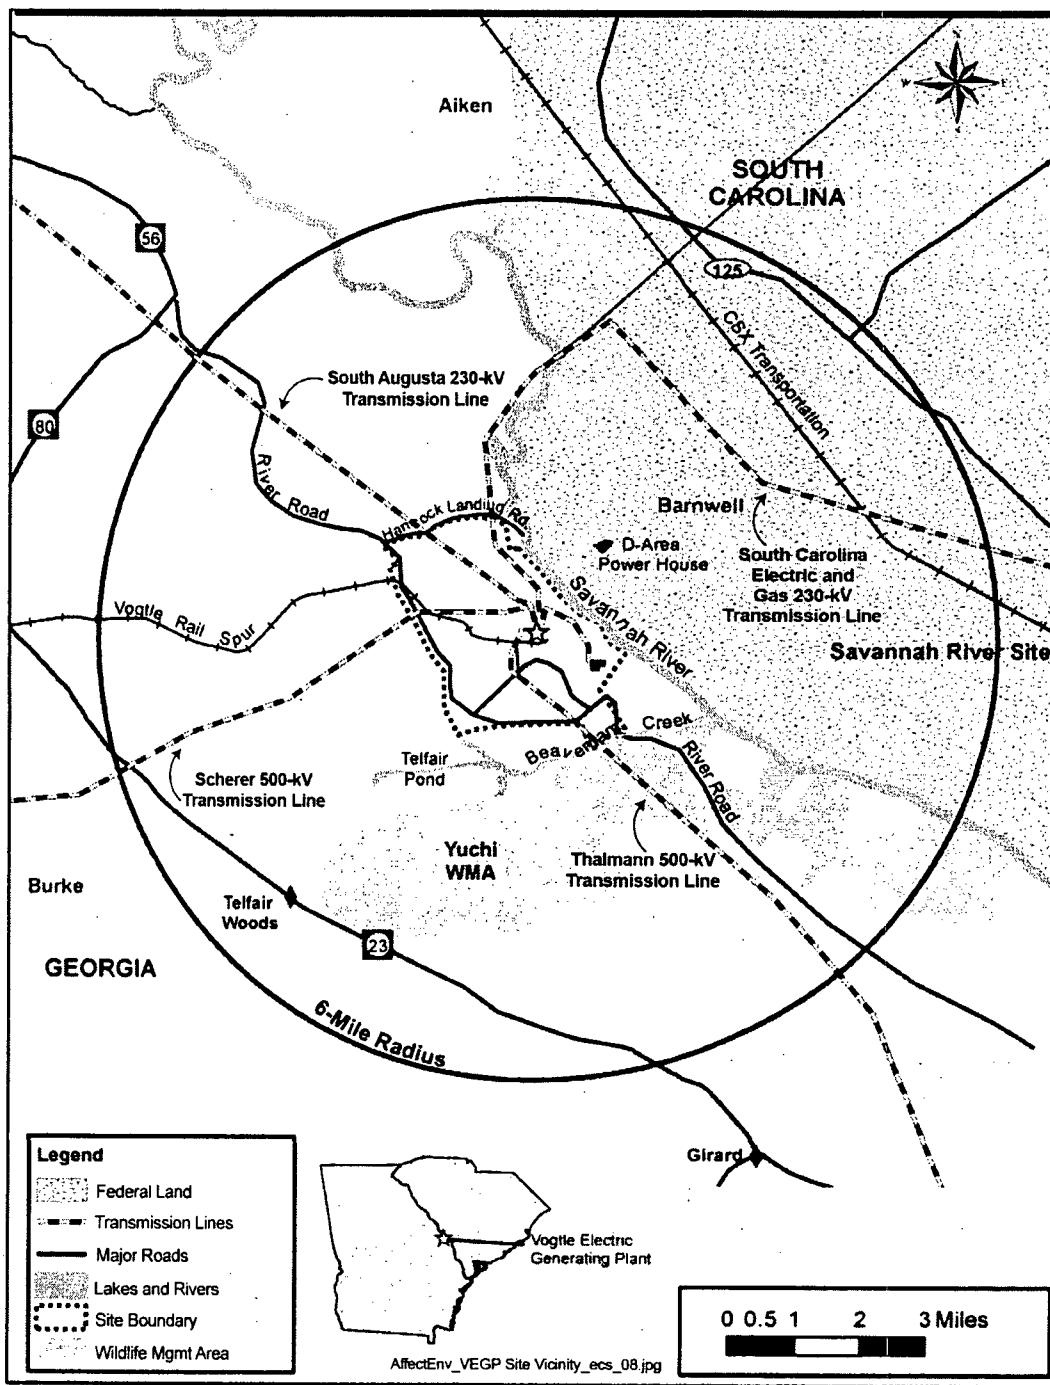 Aiken
SOUTH
CAROLINA
56
125
CSX Transportation
South Augusta 230-kV
Transmission Line
80
River Road
Hancock Landing Rd.
Barnwell
D-Area
Power House
South Carolina
Electric and
Gas 230-kV
Transmission Line
Savannah River
Vogtle Rail Spur
Savannah River Site
Beaverdam Creek
Telfair
Pond
River Road
Scherer 500-kV
Transmission Line
Yuchi
WMA
Thalmann 500-kV
Transmission Line
Burke
Telfair
Woods
23
GEORGIA
6-Mile Radius
Girard
Legend
Federal Land
Transmission Lines
Major Roads
Lakes and Rivers
Site Boundary
Wildlife Mgmt Area
Vogtle Electric
Generating Plant
0 0.5 1 2 3 Miles
AffectEnv_VEGP Site Vicinity_ecs_08.jpg